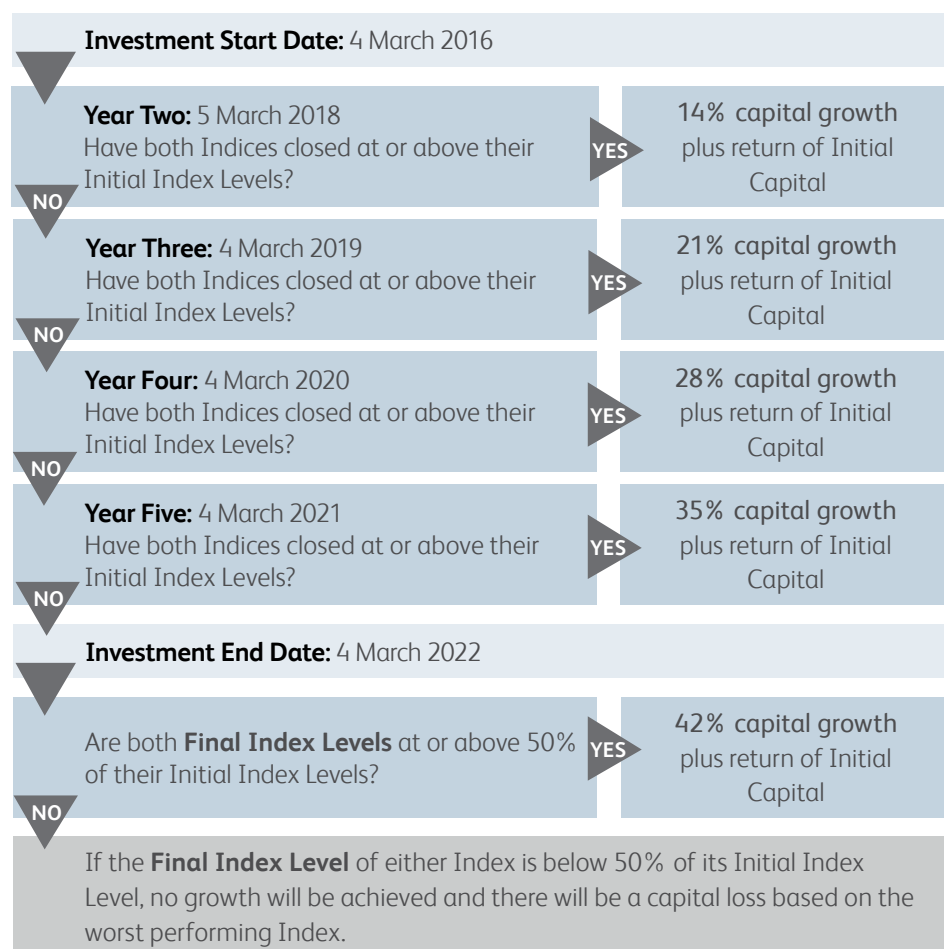 Investment Start Date: 4 March 2016
Year Two: 5 March 2018
Have both Indices closed at or above their
Initial Index Levels?
YES
14% capital growth
plus return of Initial
Capital
NO
Year Three: 4 March 2019
Have both Indices closed at or above their
Initial Index Levels?
YES
21% capital growth
plus return of Initial
Capital
NO
Year Four: 4 March 2020
Have both Indices closed at or above their
Initial Index Levels?
YES
28% capital growth
plus return of Initial
Capital
NO
Year Five: 4 March 2021
Have both Indices closed at or above their
Initial Index Levels?
YES
35% capital growth
plus return of Initial
Capital
NO
Investment End Date: 4 March 2022
Are both Final Index Levels at or above 50%
of their Initial Index Levels?
YES
42% capital growth
plus return of Initial
Capital
NO
If the Final Index Level of either Index is below 50% of its Initial Index
Level, no growth will be achieved and there will be a capital loss based on the
worst performing Index.